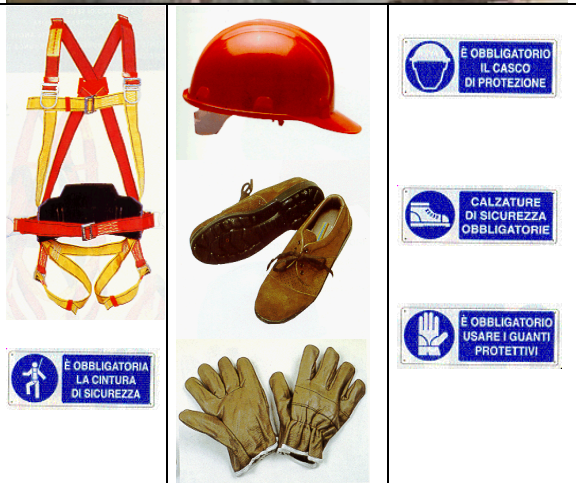 È OBBLIGATORIA
LA CINTURA
DI SICUREZZA
È OBBLIGATORIO
IL CASCO
DI PROTEZIONE
CALZATURE
DI SICUREZZA
OBBLIGATORIE
È OBBLIGATORIO
USARE I GUANTI
PROTETTIVI